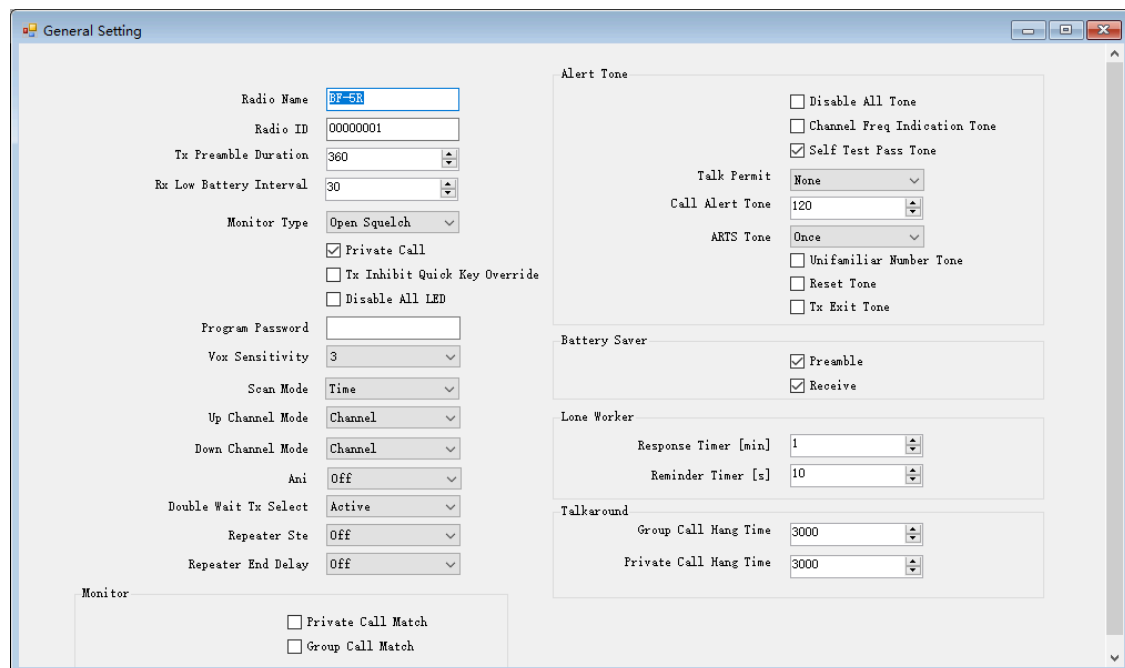 General Setting
Radio Name BF-5R
Radio ID 00000001
Tx Preamble Duration 360
Rx Low Battery Interval 30
Monitor Type Open Squelch
Private Call
Tx Inhibit Quick Key Override
Disable All LED
Program Password
Vox Sensitivity 3
Scan Mode Time
Up Channel Mode Channel
Down Channel Mode Channel
Ani Off
Double Wait Tx Select Active
Repeater Ste Off
Repeater End Delay Off
Monitor
Private Call Match
Group Call Match
Alert Tone
Disable All Tone
Channel Freq Indication Tone
Self Test Pass Tone
Talk Permit None
Call Alert Tone 120
ARTS Tone Once
Unifamiliar Number Tone
Reset Tone
Tx Exit Tone
Battery Saver
Preamble
Receive
Lone Worker
Response Timer [min] 1
Reminder Timer [s] 10
Talkaround
Group Call Hang Time 3000
Private Call Hang Time 3000